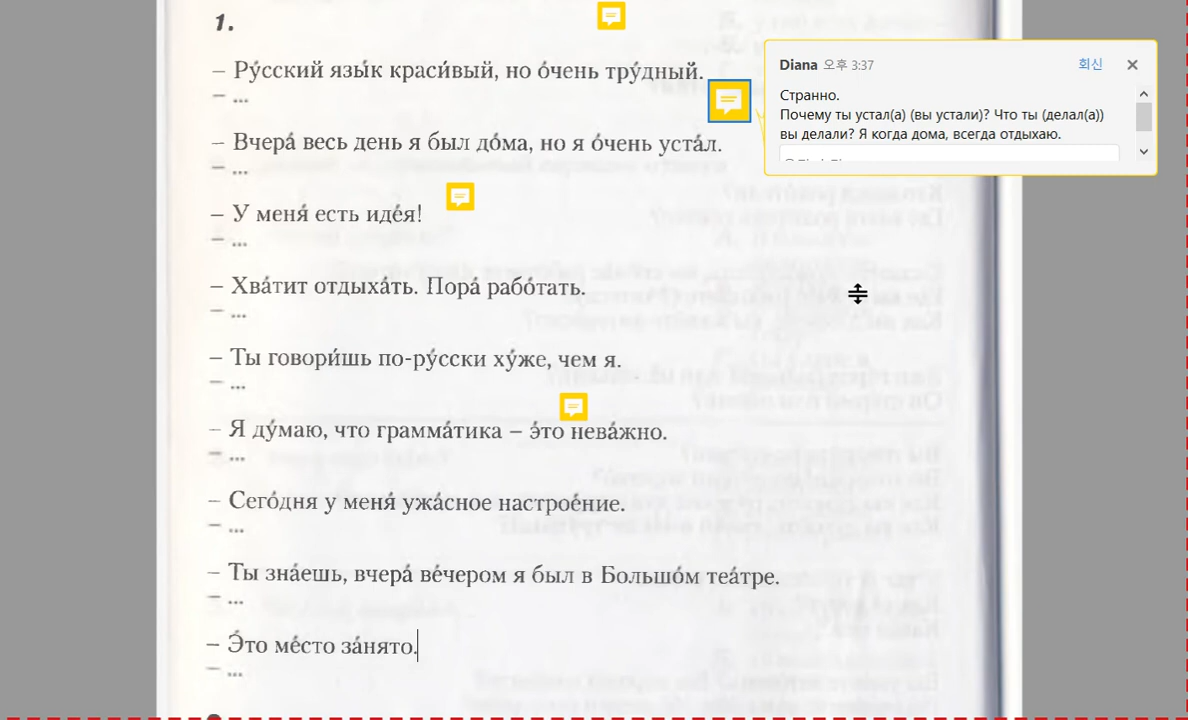 1.
– Ру́сский язы́к краси́вый, но о́чень тру́дный.
– ...
– Вчера́ весь день я был до́ма, но я о́чень уста́л.
– ...
– У меня́ есть иде́я!
– ...
– Хва́тит отдыха́ть. Пора́ рабо́тать.
– ...
– Ты говори́шь по-ру́сски ху́же, чем я.
– ...
– Я ду́маю, что грамма́тика – э́то нева́жно.
– ...
– Сего́дня у меня́ ужа́сное настрое́ние.
– ...
– Ты зна́ешь, вчера́ ве́чером я был в Большо́м теа́тре.
– ...
– Э́то ме́сто за́нято.
– ...
Diana 오후 3:37 회신
Странно.
Почему ты устал(а) (вы устали)? Что ты (делал(а))
вы делали? Я когда дома, всегда отдыхаю.